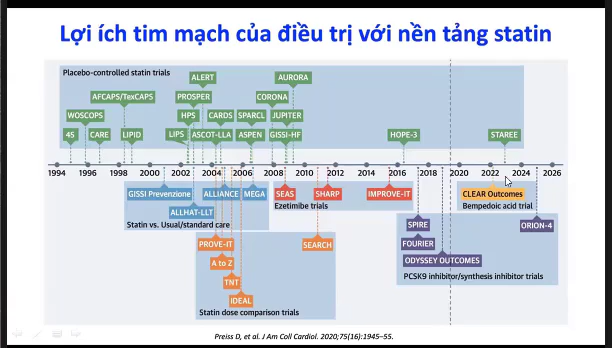 Lợi ích tim mạch của điều trị với nền tảng statin
Placebo-controlled statin trials
ALERT
AURORA
AFCAPS/TexCAPS
PROSPER
CORONA
WOSCOPS
HPS
CARDS
SPARCL
JUPITER
4S
CARE
LIPID
LIPS
ASCOT-LLA
ASPEN
GISSI-HF
HOPE-3
STAREE
1994 1996 1998 2000 2002 2004 2006 2008 2010 2012 2014 2016 2018 2020 2022 2024 2026
GISSI Prevenzione
ALLIANCE
MEGA
SEAS
SHARP
IMPROVE-IT
CLEAR Outcomes
ALLHAT-LLT
Ezetimibe trials
Bempedoic acid trial
Statin vs. Usual/standard care
SPIRE
ORION-4
PROVE-IT
SEARCH
FOURIER
A to Z
ODYSSEY OUTCOMES
TNT
PCSK9 inhibitor/synthesis inhibitor trials
IDEAL
Statin dose comparison trials
Preiss D, et al. J Am Coll Cardiol. 2020;75(16):1945–55.